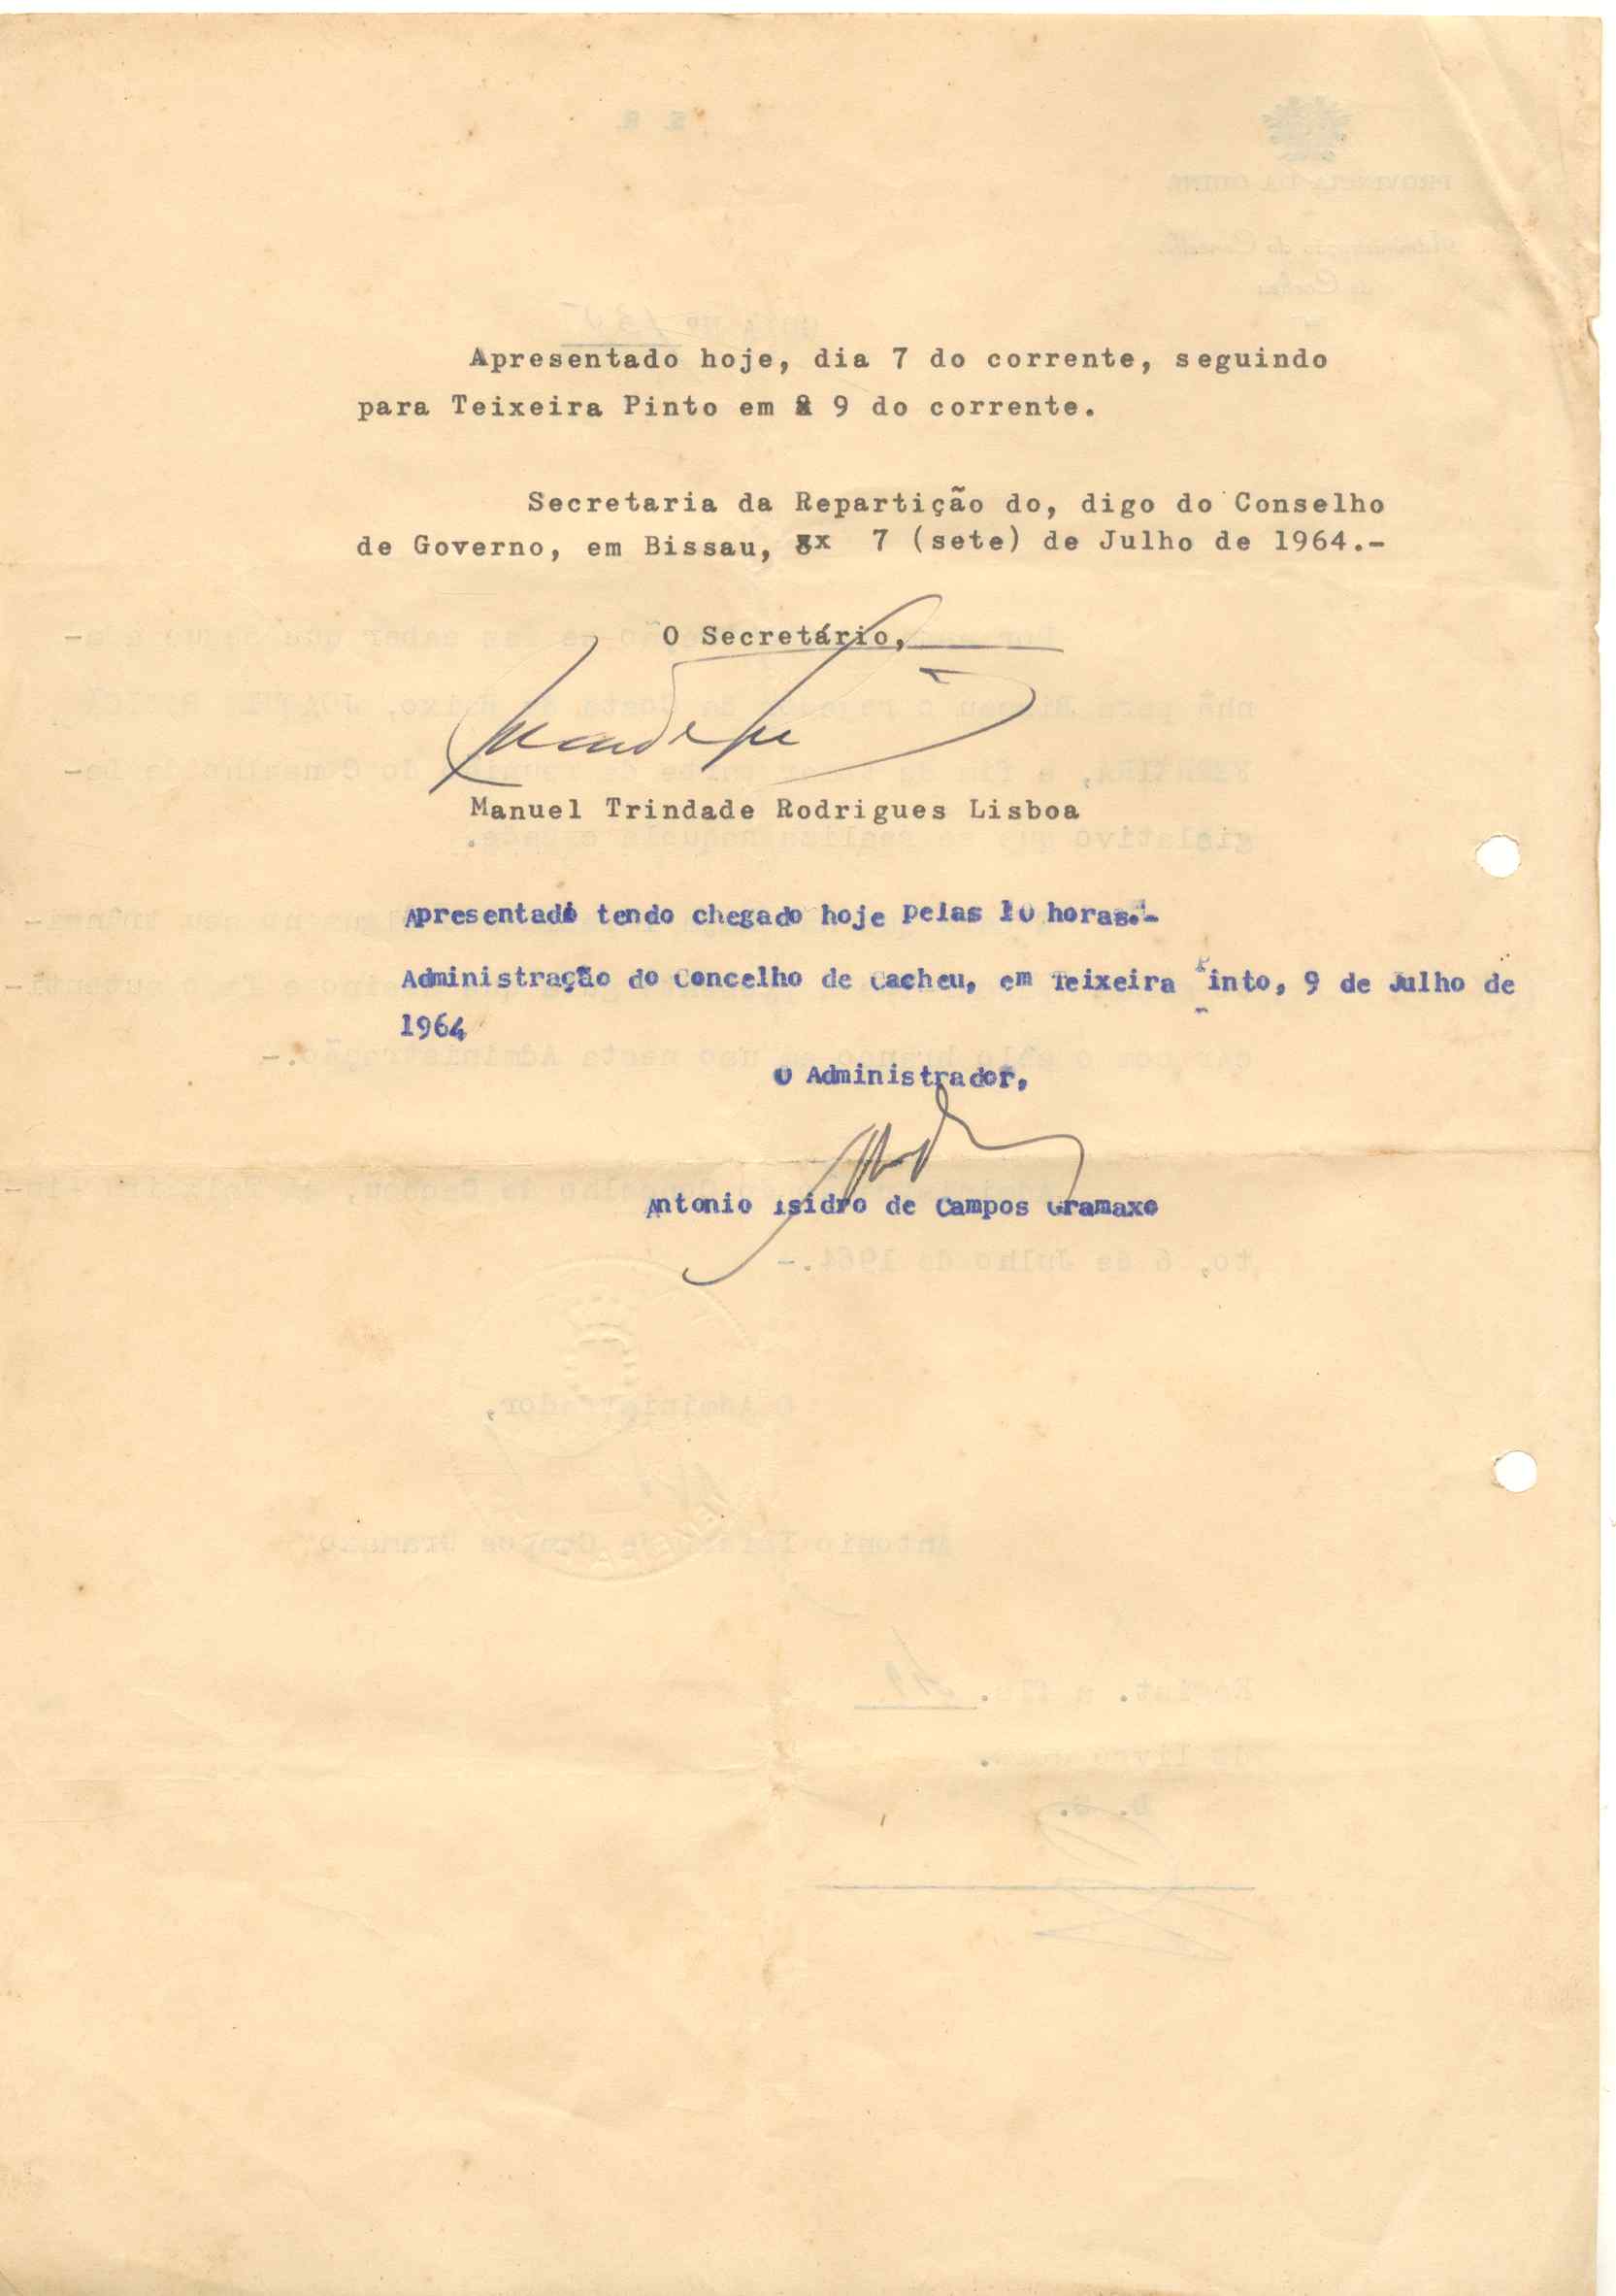 Apresentado hoje, dia 7 do corrente, seguindo
para Teixeira Pinto em 9 do corrente.
Secretaria da Repartição do, digo do Conselho
de Governo, em Bissau, 7 (sete) de Julho de 1964.-
O Secretário,
Manuel Trindade Rodrigues Lisboa
Apresentado tendo chegado hoje pelas 10 horas.-
Administração do Concelho de Cacheu, em Teixeira Pinto, 9 de Julho de
1964
O Administrador,
Antonio Isidro de Campos Gramaxo